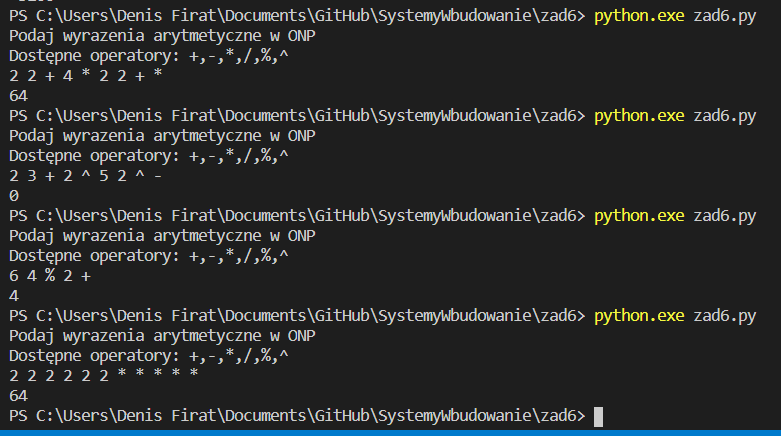 PS C:\Users\Denis Firat\Documents\GitHub\SystemyWbudowanie\zad6> python.exe zad6.py
Podaj wyrazenia arytmetyczne w ONP
Dostępne operatory: +,-,*,/,%,^
2 2 + 4 * 2 2 + *
64
PS C:\Users\Denis Firat\Documents\GitHub\SystemyWbudowanie\zad6> python.exe zad6.py
Podaj wyrazenia arytmetyczne w ONP
Dostępne operatory: +,-,*,/,%,^
2 3 + 2 ^ 5 2 ^ -
0
PS C:\Users\Denis Firat\Documents\GitHub\SystemyWbudowanie\zad6> python.exe zad6.py
Podaj wyrazenia arytmetyczne w ONP
Dostępne operatory: +,-,*,/,%,^
6 4 % 2 +
4
PS C:\Users\Denis Firat\Documents\GitHub\SystemyWbudowanie\zad6> python.exe zad6.py
Podaj wyrazenia arytmetyczne w ONP
Dostępne operatory: +,-,*,/,%,^
2 2 2 2 2 2 * * * * *
64
PS C:\Users\Denis Firat\Documents\GitHub\SystemyWbudowanie\zad6>